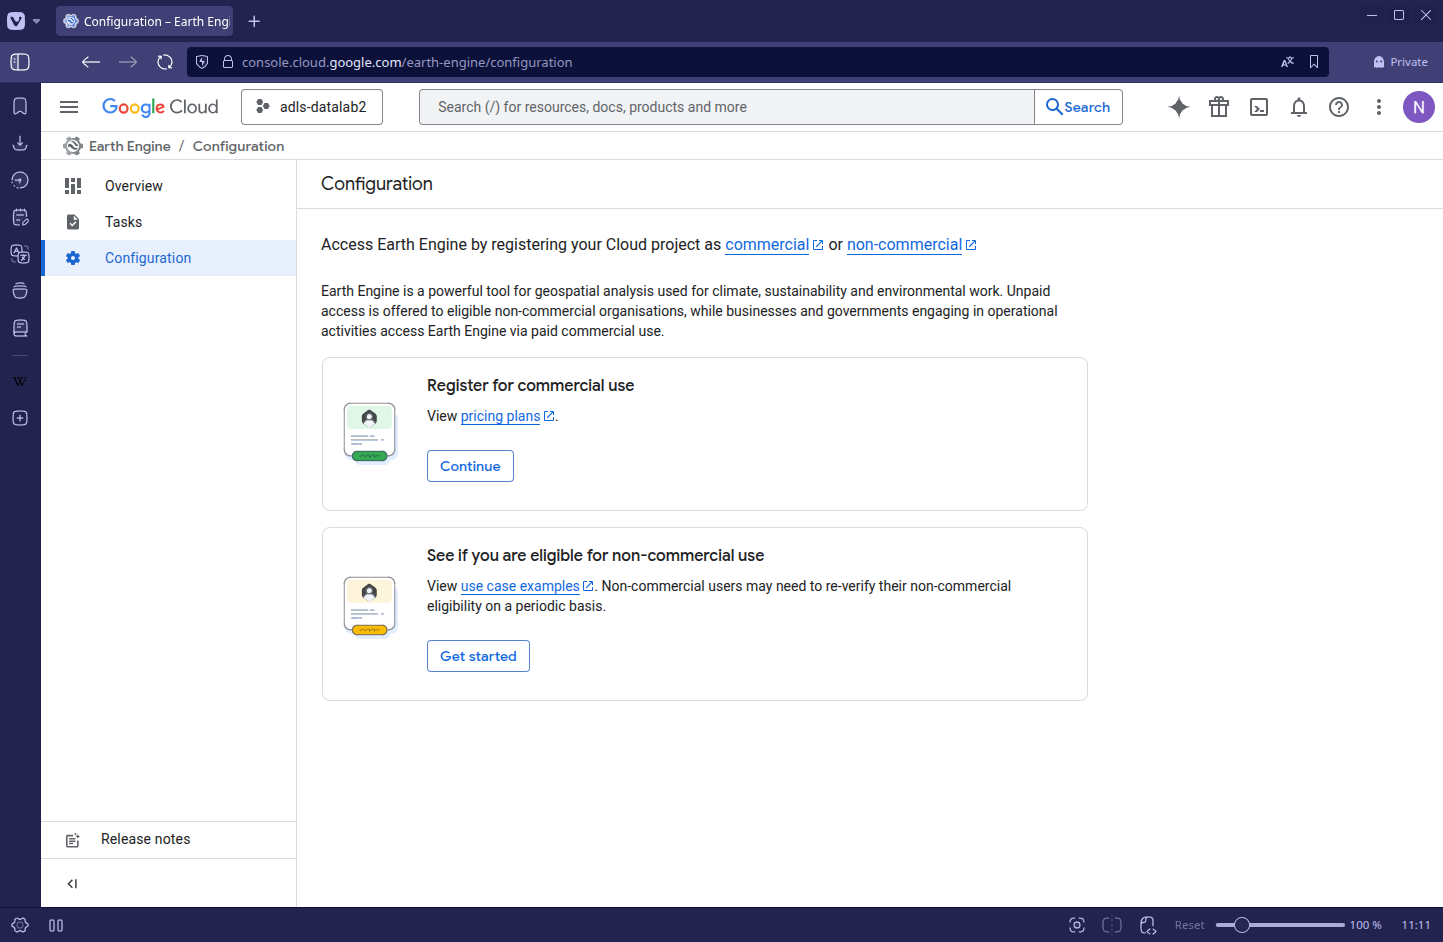 Configuration – Earth Eng
console.cloud.google.com/earth-engine/configuration
Private
Google Cloud
adls-datalab2
Search (/) for resources, docs, products and more
Search
N
Earth Engine / Configuration
Overview
Tasks
Configuration
Release notes
Configuration
Access Earth Engine by registering your Cloud project as commercial or non-commercial
Earth Engine is a powerful tool for geospatial analysis used for climate, sustainability and environmental work. Unpaid
access is offered to eligible non-commercial organisations, while businesses and governments engaging in operational
activities access Earth Engine via paid commercial use.
Register for commercial use
View pricing plans.
Continue
See if you are eligible for non-commercial use
View use case examples. Non-commercial users may need to re-verify their non-commercial
eligibility on a periodic basis.
Get started
W
Reset
100 %
11:11